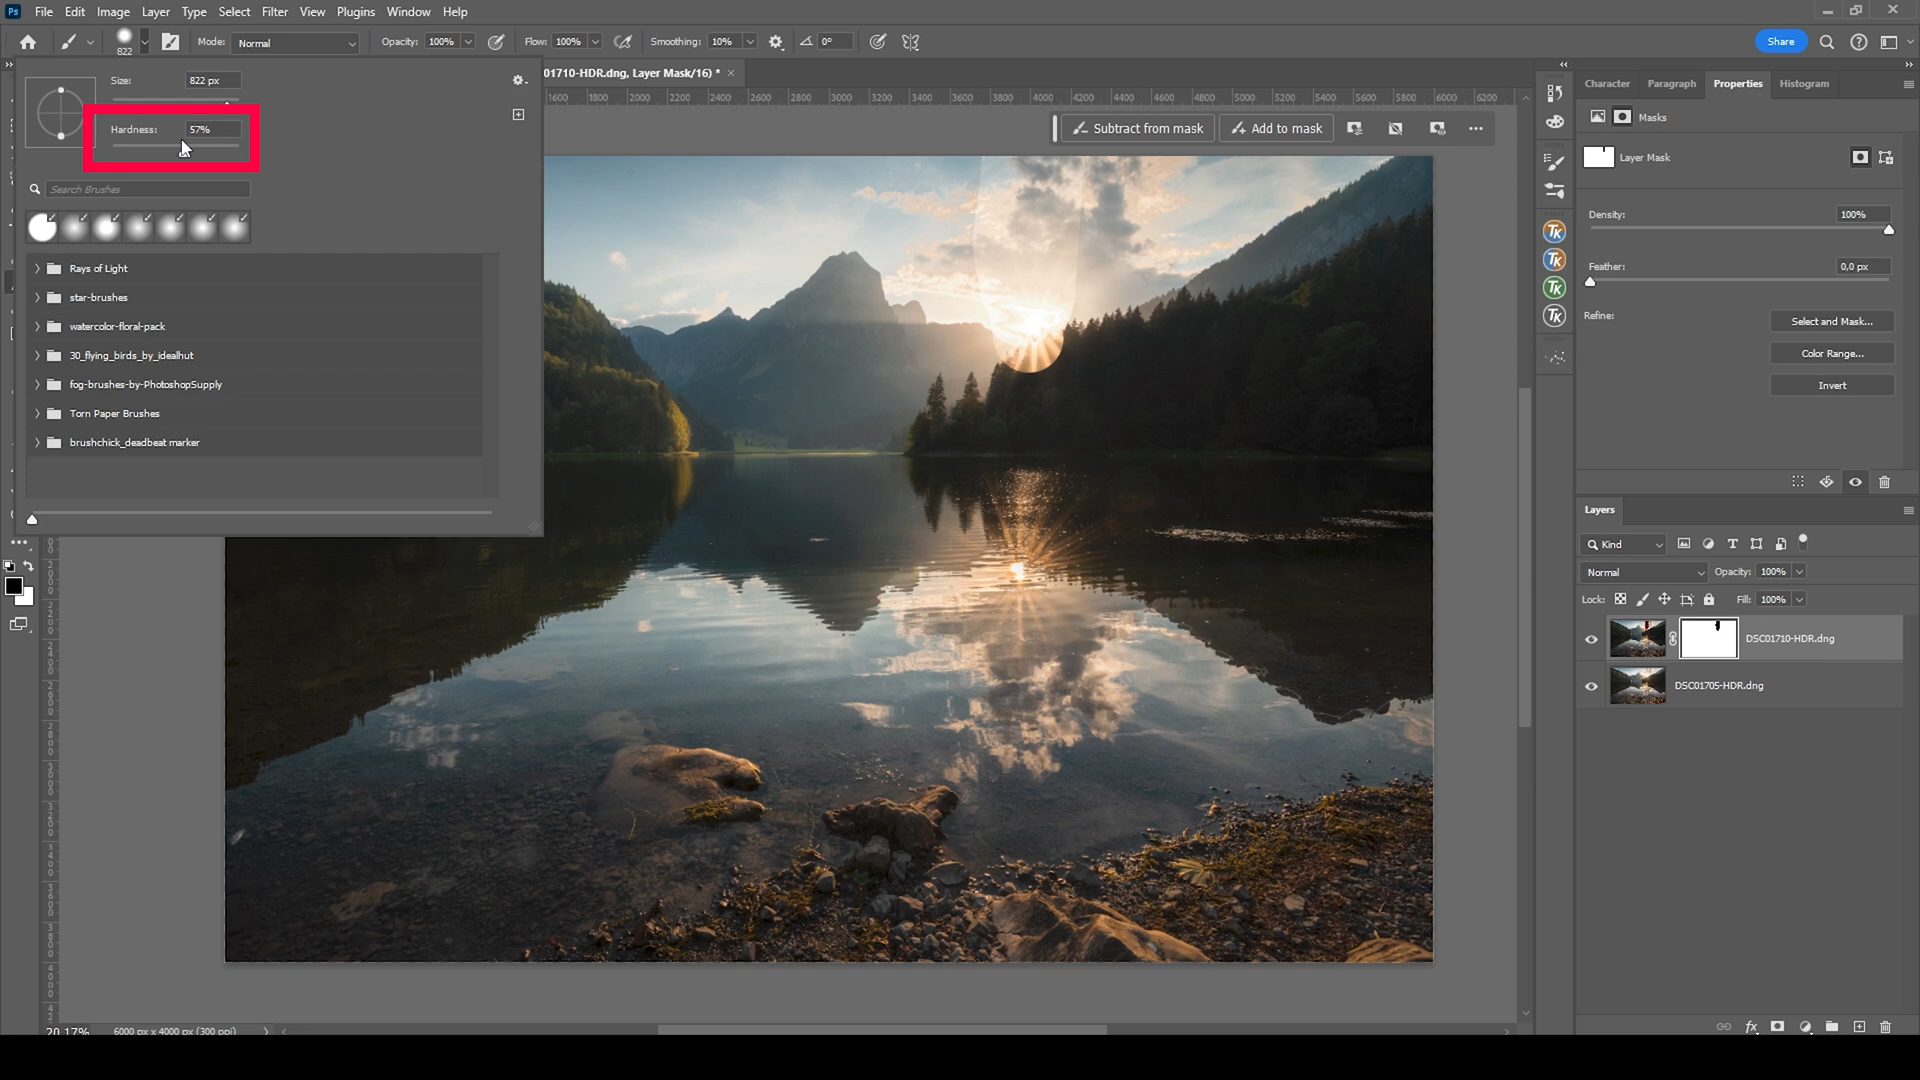 Ps File Edit Image Layer Type Select Filter View Plugins Window Help
822 Mode: Normal Opacity: 100% Flow: 100% Smoothing: 10% 0° Share
Size: 822 px
Hardness: 57%
Search Brushes
Rays of Light
star-brushes
watercolor-floral-pack
30_flying_birds_by_idealhut
fog-brushes-by-PhotoshopSupply
Torn Paper Brushes
brushchick_deadbeat marker
01710-HDR.dng, Layer Mask/16) *
1600 1800 2000 2200 2400 2600 2800 3000 3200 3400 3600 3800 4000 4200 4400 4600 4800 5000 5200 5400 5600 5800 6000 6200
Subtract from mask Add to mask
Character Paragraph Properties Histogram
Masks
Layer Mask
Density: 100%
Feather: 0,0 px
Refine: Select and Mask...
Color Range...
Invert
TK
TK
TK
TK
Layers
Kind
Normal Opacity: 100%
Lock: Fill: 100%
DSC01710-HDR.dng
DSC01705-HDR.dng
fx
20,17% 6000 px x 4000 px (300 ppi)